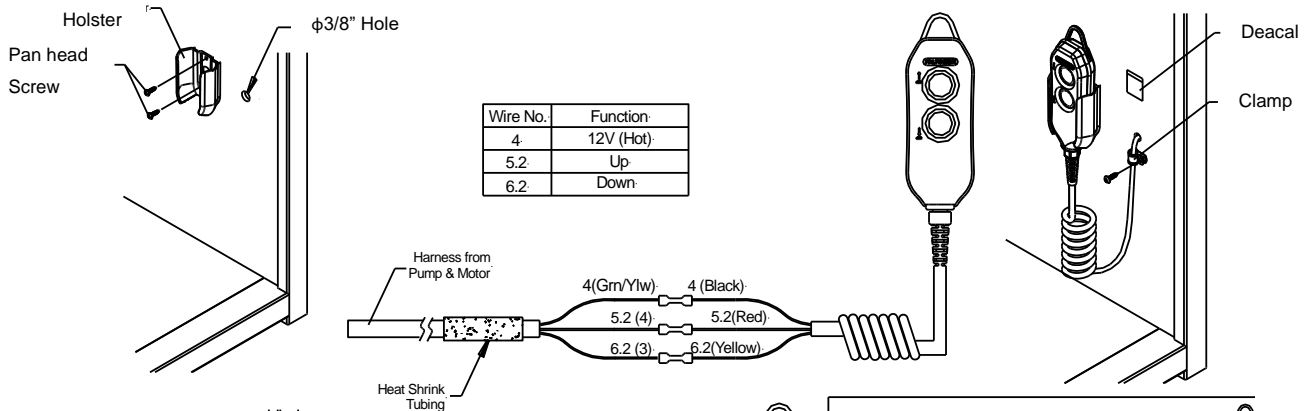 Holster
Pan head
Screw
φ3/8” Hole
Wire No. Function
4 12V (Hot)
5.2 Up
6.2 Down
Deacal
Clamp
Harness from
Pump & Motor
4(Grn/Ylw) 4 (Black)
5.2 (4) 5.2(Red)
6.2 (3) 6.2(Yellow)
Heat Shrink
Tubing